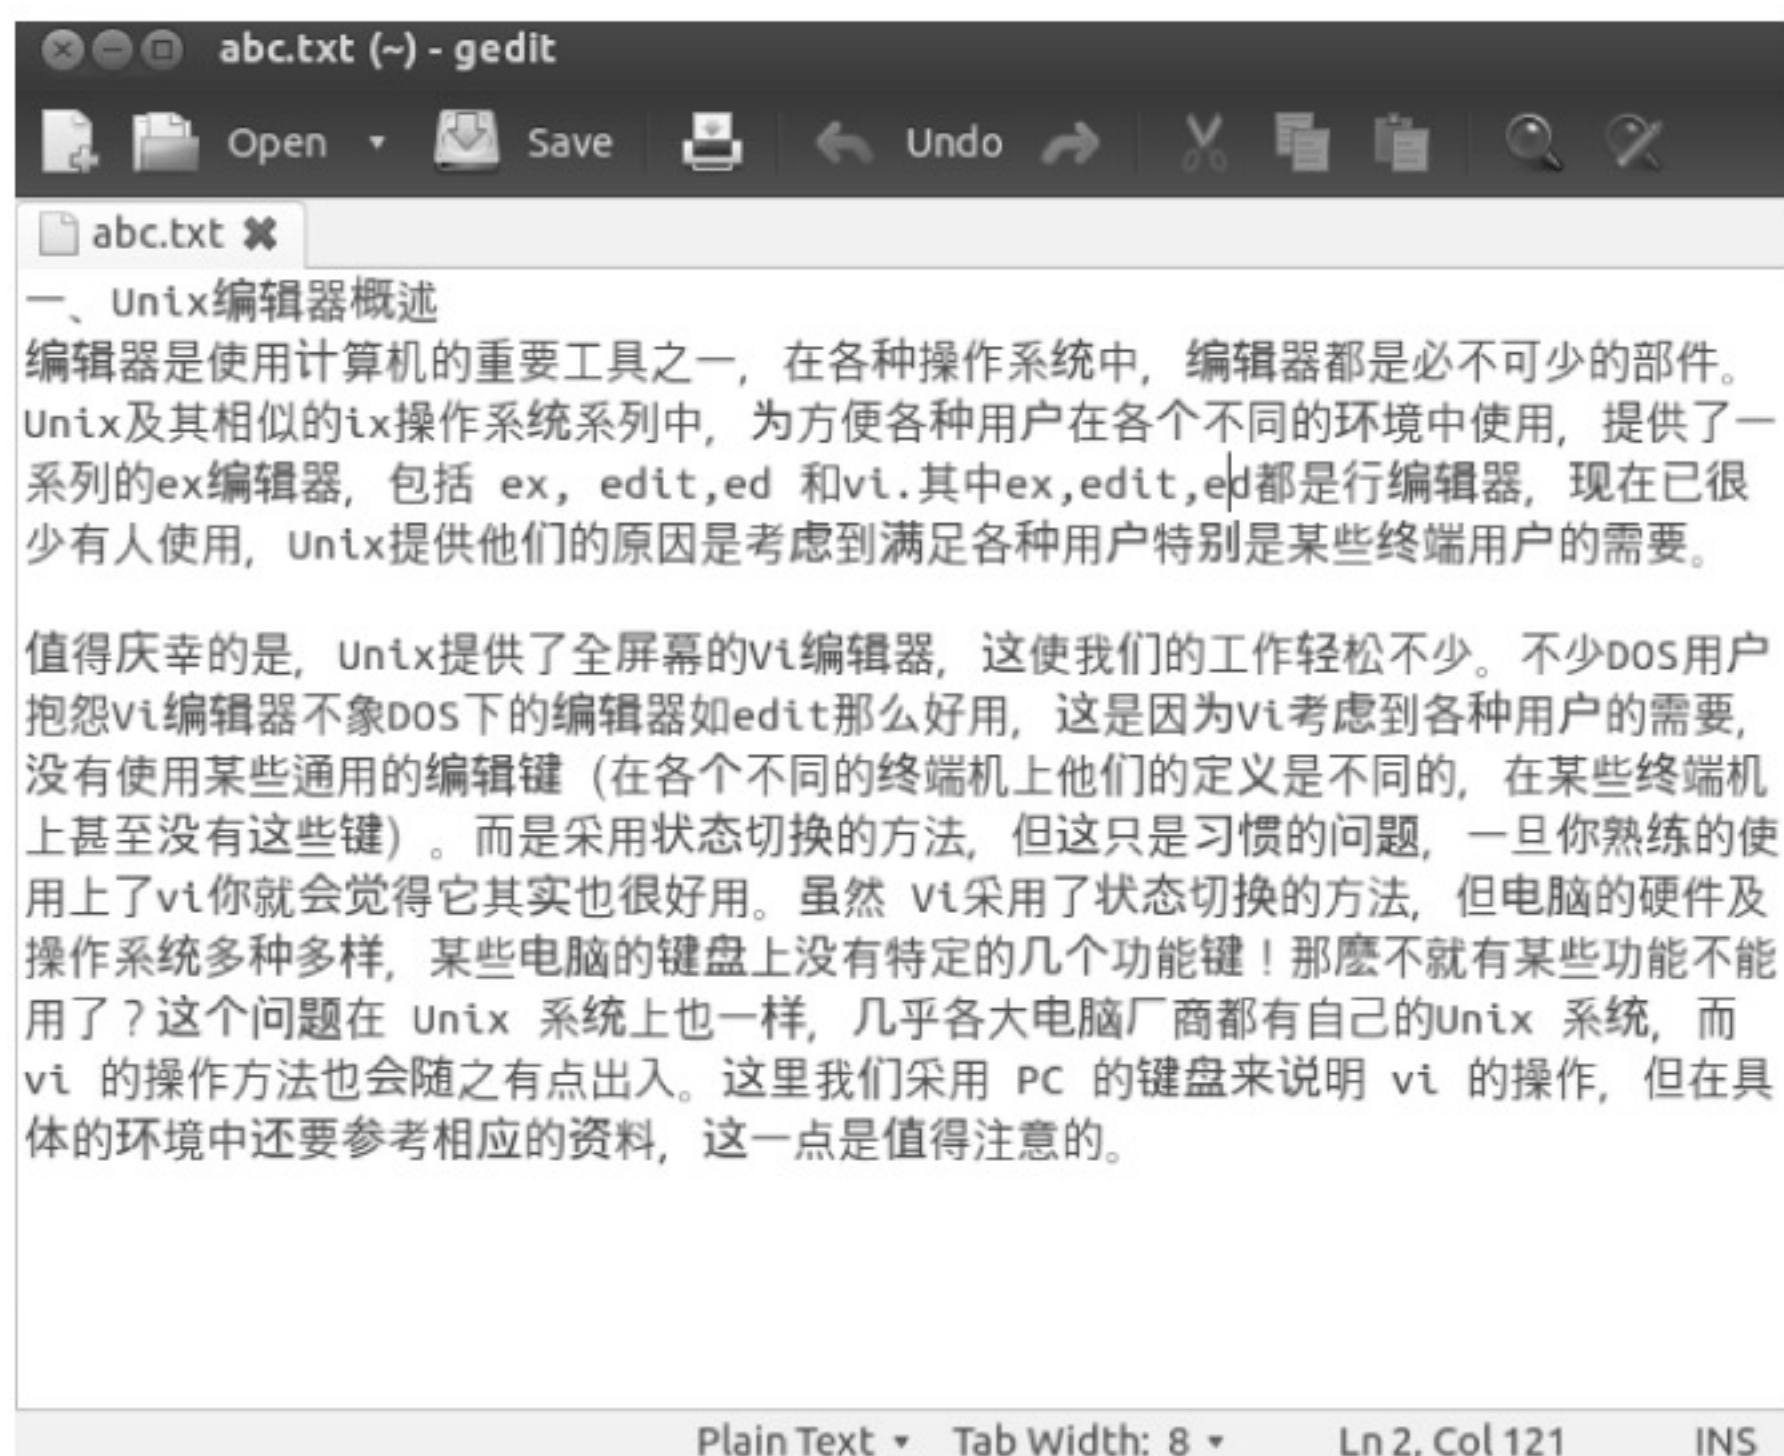 abc.txt (~) - gedit
Open Save Undo
abc.txt
一、Unix编辑器概述
编辑器是使用计算机的重要工具之一，在各种操作系统中，编辑器都是必不可少的部件。
Unix及其相似的ix操作系统系列中，为方便各种用户在各个不同的环境中使用，提供了一
系列的ex编辑器，包括 ex, edit,ed 和vi.其中ex,edit,ed都是行编辑器，现在已很
少有人使用，Unix提供他们的原因是考虑到满足各种用户特别是某些终端用户的需要。
值得庆幸的是，Unix提供了全屏幕的Vi编辑器，这使我们的工作轻松不少。不少DOS用户
抱怨Vi编辑器不象DOS下的编辑器如edit那么好用，这是因为Vi考虑到各种用户的需要，
没有使用某些通用的编辑键（在各个不同的终端机上他们的定义是不同的，在某些终端机
上甚至没有这些键）。而是采用状态切换的方法，但这只是习惯的问题，一旦你熟练的使
用上了vi你就会觉得它其实也很好用。虽然 Vi采用了状态切换的方法，但电脑的硬件及
操作系统多种多样，某些电脑的键盘上没有特定的几个功能键！那麽不就有某些功能不能
用了？这个问题在 Unix 系统上也一样，几乎各大电脑厂商都有自己的Unix 系统，而
vi 的操作方法也会随之有点出入。这里我们采用 PC 的键盘来说明 vi 的操作，但在具
体的环境中还要参考相应的资料，这一点是值得注意的。
Plain Text Tab Width: 8 Ln 2, Col 121 INS